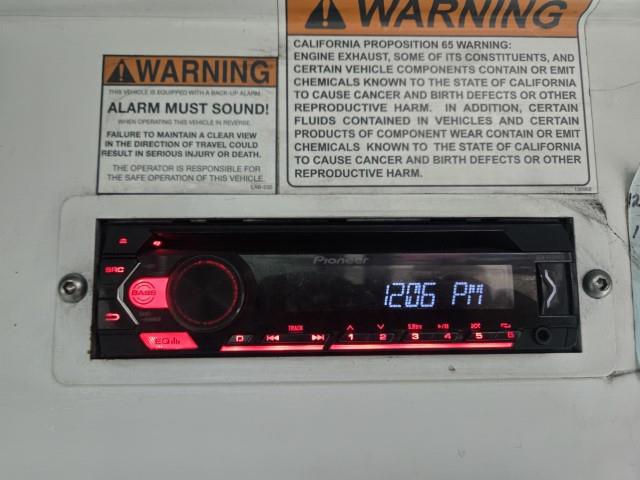 WARNING
CALIFORNIA PROPOSITION 65 WARNING:
ENGINE EXHAUST, SOME OF ITS CONSTITUENTS, AND
CERTAIN VEHICLE COMPONENTS CONTAIN OR EMIT
CHEMICALS KNOWN TO THE STATE OF CALIFORNIA
TO CAUSE CANCER AND BIRTH DEFECTS OR OTHER
REPRODUCTIVE HARM. IN ADDITION, CERTAIN
FLUIDS CONTAINED IN VEHICLES AND CERTAIN
PRODUCTS OF COMPONENT WEAR CONTAIN OR EMIT
CHEMICALS KNOWN TO THE STATE OF CALIFORNIA
TO CAUSE CANCER AND BIRTH DEFECTS OR OTHER
REPRODUCTIVE HARM.
WARNING
THIS VEHICLE IS EQUIPPED WITH A BACK-UP ALARM
ALARM MUST SOUND!
WHEN OPERATING THIS VEHICLE IN REVERSE.
FAILURE TO MAINTAIN A CLEAR VIEW
IN THE DIRECTION OF TRAVEL COULD
RESULT IN SERIOUS INJURY OR DEATH.
THE OPERATOR IS RESPONSIBLE FOR
THE SAFE OPERATION OF THIS VEHICLE.
Pioneer
SRC
BASS
12:06 PM
EQ
D
TRACK
1 2 3 4 5 6